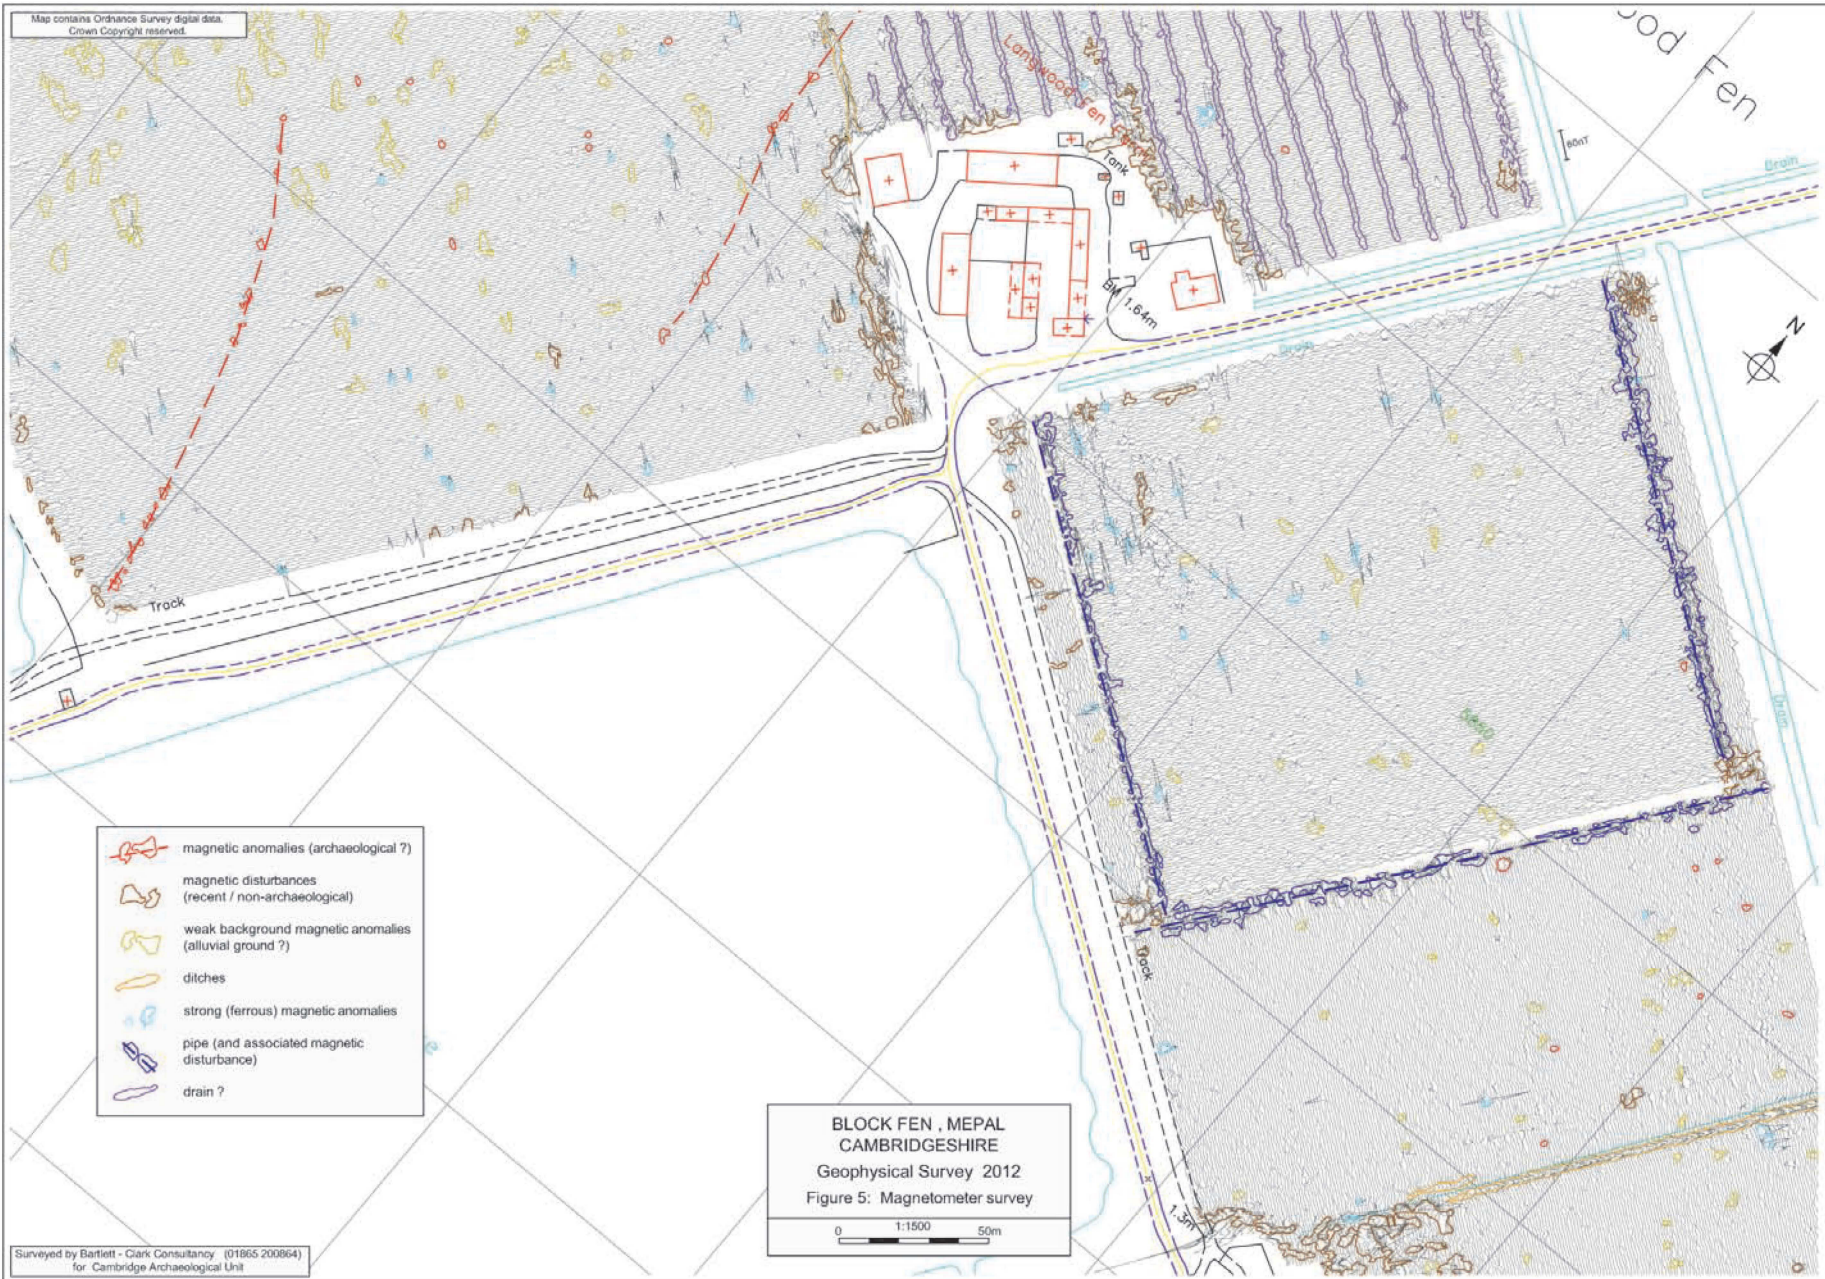 Map contains Ordnance Survey digital data.
Crown Copyright reserved.
ood Fen
Langwood Fen Farm
60nT
Drain
Tank
BM 1.64m
Drain
N
Track
Drain
Track
magnetic anomalies (archaeological ?)
magnetic disturbances
(recent / non-archaeological)
weak background magnetic anomalies
(alluvial ground ?)
ditches
strong (ferrous) magnetic anomalies
pipe (and associated magnetic
disturbance)
drain ?
BLOCK FEN , MEPAL
CAMBRIDGESHIRE
Geophysical Survey 2012
Figure 5: Magnetometer survey
1:1500
0 50m
1.3m
Surveyed by Bartlett - Clark Consultancy (01865 200864)
for Cambridge Archaeological Unit